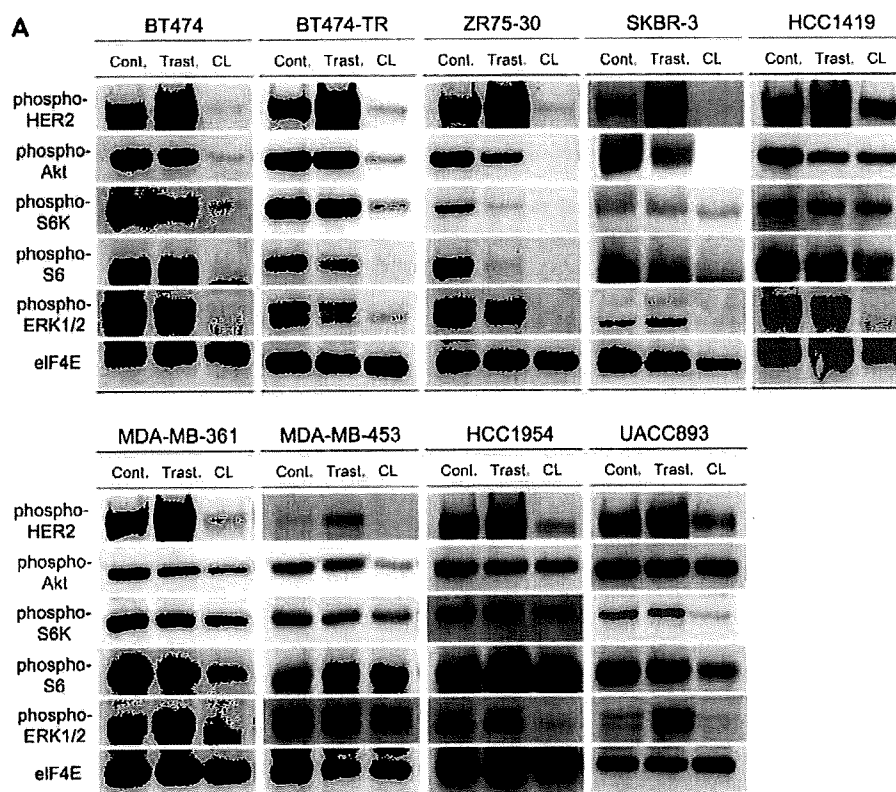 A
BT474 BT474-TR ZR75-30 SKBR-3 HCC1419
Cont. Trast. CL Cont. Trast. CL Cont. Trast. CL Cont. Trast. CL Cont. Trast. CL
phospho-
HER2
phospho-
Akt
phospho-
S6K
phospho-
S6
phospho-
ERK1/2
eIF4E
MDA-MB-361 MDA-MB-453 HCC1954 UACC893
Cont. Trast. CL Cont. Trast. CL Cont. Trast. CL Cont. Trast. CL
phospho-
HER2
phospho-
Akt
phospho-
S6K
phospho-
S6
phospho-
ERK1/2
eIF4E